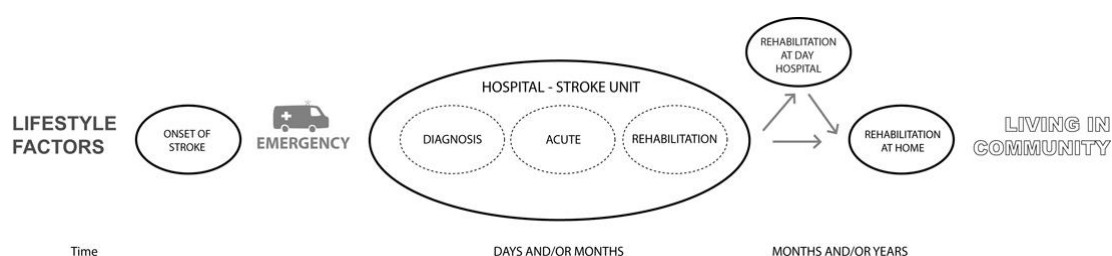 REHABILITATION
AT DAY
HOSPITAL
HOSPITAL - STROKE UNIT
LIFESTYLE
FACTORS
ONSET OF
STROKE
EMERGENCY
DIAGNOSIS
ACUTE
REHABILITATION
REHABILITATION
AT HOME
LIVING IN
COMMUNITY
Time
DAYS AND/OR MONTHS
MONTHS AND/OR YEARS